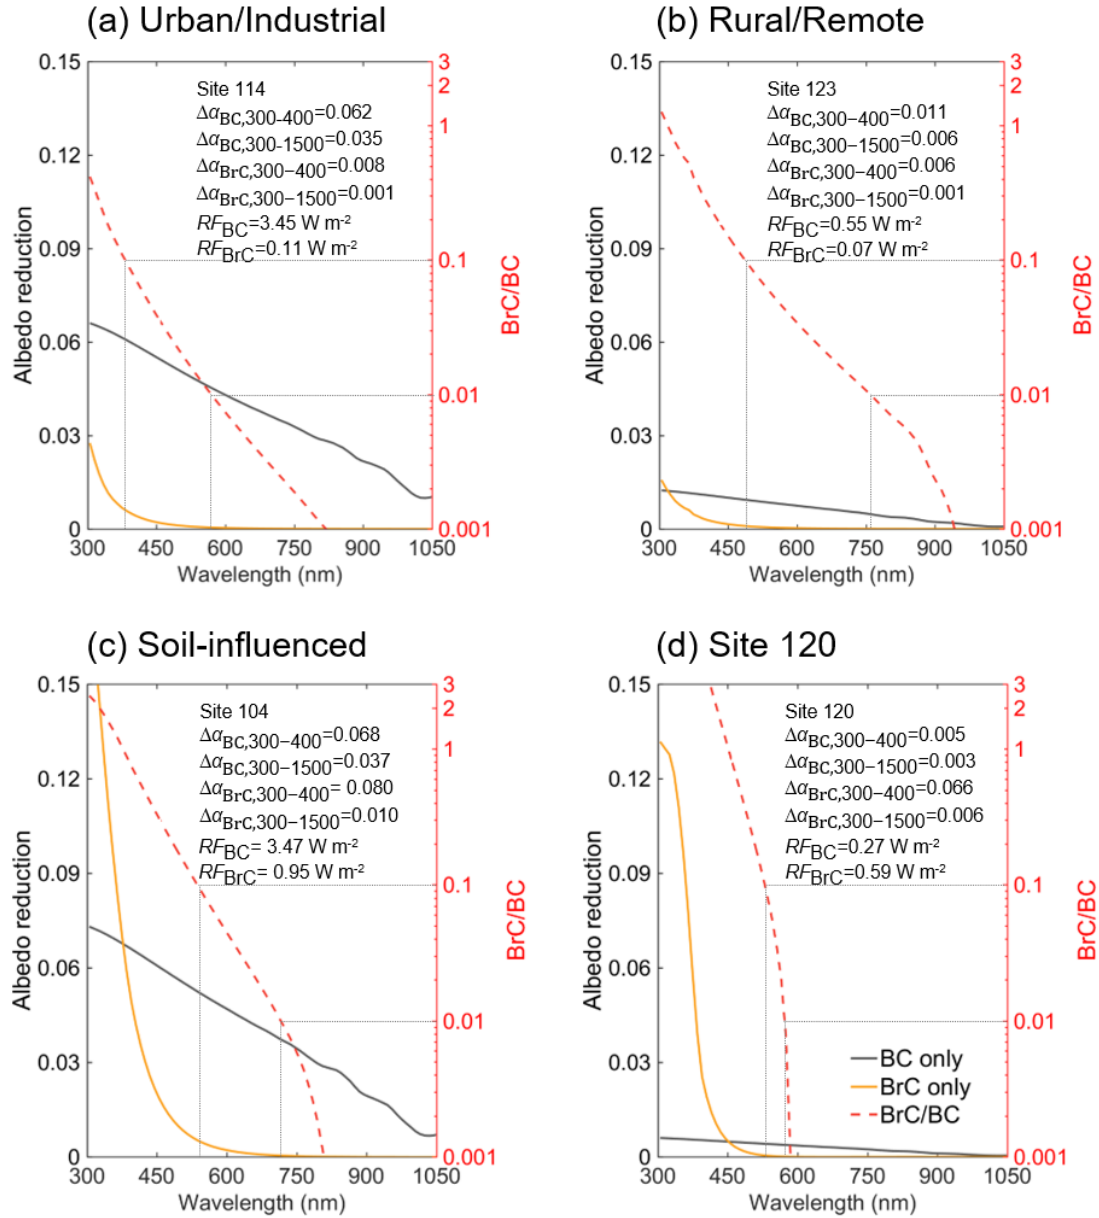 (a) Urban/Industrial
0.15
0.12
0.09
0.06
0.03
0
Albedo reduction
Site 114
Δα_BC,300-400=0.062
Δα_BC,300-1500=0.035
Δα_BrC,300−400=0.008
Δα_BrC,300−1500=0.001
RF_BC=3.45 W m⁻²
RF_BrC=0.11 W m⁻²
3
2
1
0.1
0.01
0.001
BrC/BC
300 450 600 750 900 1050
Wavelength (nm)
(b) Rural/Remote
0.15
0.12
0.09
0.06
0.03
0
Albedo reduction
Site 123
Δα_BC,300−400=0.011
Δα_BC,300−1500=0.006
Δα_BrC,300−400=0.006
Δα_BrC,300−1500=0.001
RF_BC=0.55 W m⁻²
RF_BrC=0.07 W m⁻²
3
2
1
0.1
0.01
0.001
BrC/BC
300 450 600 750 900 1050
Wavelength (nm)
(c) Soil-influenced
0.15
0.12
0.09
0.06
0.03
0
Albedo reduction
Site 104
Δα_BC,300−400=0.068
Δα_BC,300−1500=0.037
Δα_BrC,300−400= 0.080
Δα_BrC,300−1500=0.010
RF_BC= 3.47 W m⁻²
RF_BrC= 0.95 W m⁻²
3
2
1
0.1
0.01
0.001
BrC/BC
300 450 600 750 900 1050
Wavelength (nm)
(d) Site 120
0.15
0.12
0.09
0.06
0.03
0
Albedo reduction
Site 120
Δα_BC,300−400=0.005
Δα_BC,300−1500=0.003
Δα_BrC,300−400=0.066
Δα_BrC,300−1500=0.006
RF_BC=0.27 W m⁻²
RF_BrC=0.59 W m⁻²
3
2
1
0.1
0.01
0.001
BrC/BC
BC only
BrC only
BrC/BC
300 450 600 750 900 1050
Wavelength (nm)